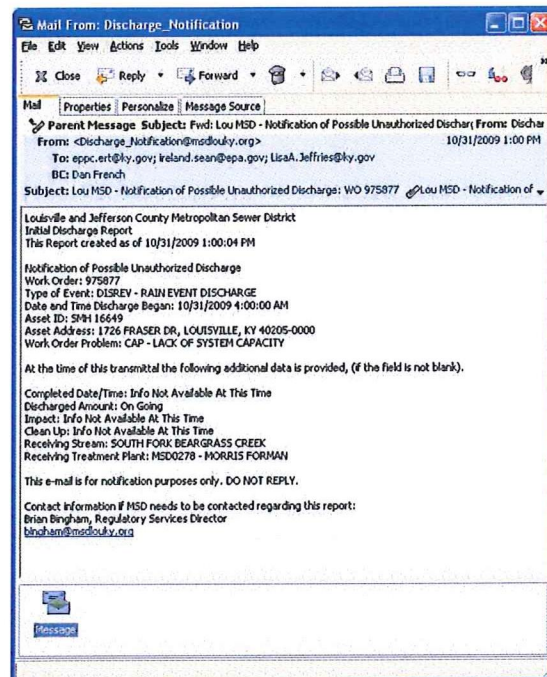 Mail From: Discharge_Notification
File Edit View Actions Tools Window Help
Close Reply Forward
Mail Properties Personalize Message Source
Parent Message Subject: Fwd: Lou MSD - Notification of Possible Unauthorized Dischar( From: Dischar
From: <Discharge_Notification@msdlouky.org> 10/31/2009 1:00 PM
To: eppc.ert@ky.gov; ireland.sean@epa.gov; LisaA.Jeffries@ky.gov
BC: Dan French
Subject: Lou MSD - Notification of Possible Unauthorized Discharge: WO 975877 Lou MSD - Notification of
Louisville and Jefferson County Metropolitan Sewer District
Initial Discharge Report
This Report created as of 10/31/2009 1:00:04 PM
Notification of Possible Unauthorized Discharge
Work Order: 975877
Type of Event: DISREV - RAIN EVENT DISCHARGE
Date and Time Discharge Began: 10/31/2009 4:00:00 AM
Asset ID: SMH 16649
Asset Address: 1726 FRASER DR, LOUISVILLE, KY 40205-0000
Work Order Problem: CAP - LACK OF SYSTEM CAPACITY
At the time of this transmittal the following additional data is provided, (if the field is not blank).
Completed Date/Time: Info Not Available At This Time
Discharged Amount: On Going
Impact: Info Not Available At This Time
Clean Up: Info Not Available At This Time
Receiving Stream: SOUTH FORK BEARGRASS CREEK
Receiving Treatment Plant: MSD0278 - MORRIS FORMAN
This e-mail is for notification purposes only. DO NOT REPLY.
Contact information if MSD needs to be contacted regarding this report:
Brian Bingham, Regulatory Services Director
bingham@msdlouky.org
Message